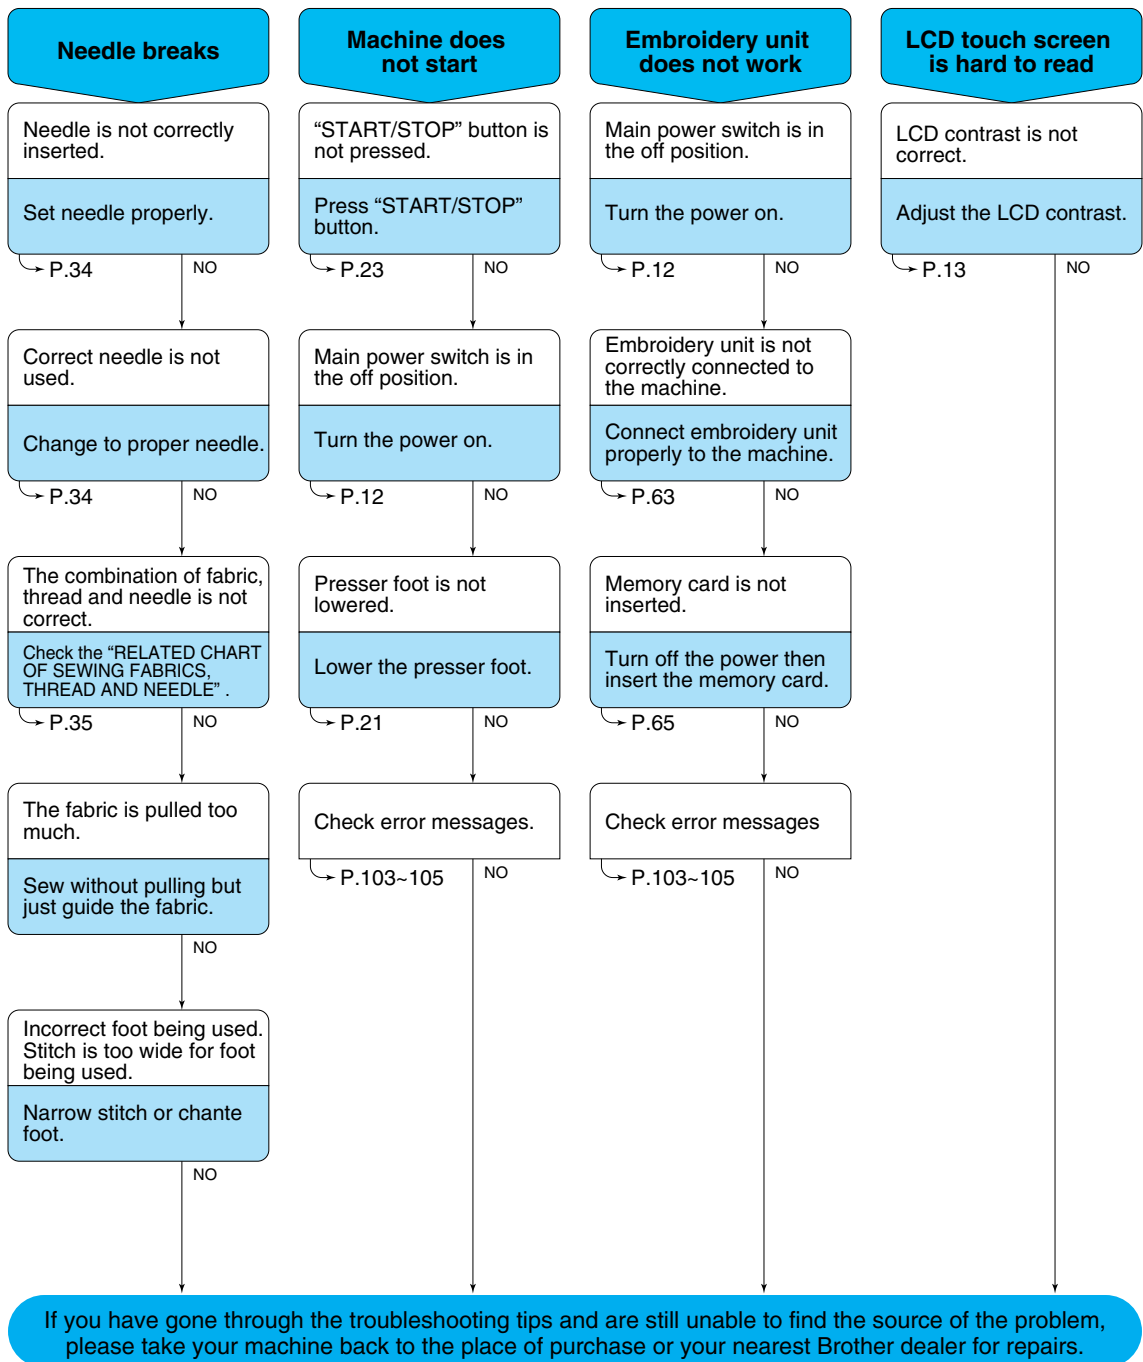 Needle breaks
Needle is not correctly
inserted.
Set needle properly.
P.34
NO
Correct needle is not
used.
Change to proper needle.
P.34
NO
The combination of fabric,
thread and needle is not
correct.
Check the “RELATED CHART
OF SEWING FABRICS,
THREAD AND NEEDLE” .
P.35
NO
The fabric is pulled too
much.
Sew without pulling but
just guide the fabric.
NO
Incorrect foot being used.
Stitch is too wide for foot
being used.
Narrow stitch or chante
foot.
NO
Machine does
not start
“START/STOP” button is
not pressed.
Press “START/STOP”
button.
P.23
NO
Main power switch is in
the off position.
Turn the power on.
P.12
NO
Presser foot is not
lowered.
Lower the presser foot.
P.21
NO
Check error messages.
P.103~105
NO
Embroidery unit
does not work
Main power switch is in
the off position.
Turn the power on.
P.12
NO
Embroidery unit is not
correctly connected to
the machine.
Connect embroidery unit
properly to the machine.
P.63
NO
Memory card is not
inserted.
Turn off the power then
insert the memory card.
P.65
NO
Check error messages
P.103~105
NO
LCD touch screen
is hard to read
LCD contrast is not
correct.
Adjust the LCD contrast.
P.13
NO
If you have gone through the troubleshooting tips and are still unable to find the source of the problem,
please take your machine back to the place of purchase or your nearest Brother dealer for repairs.